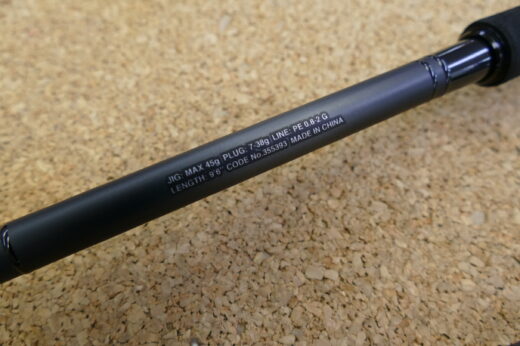 JIG: MAX 45g PLUG: 7-38g LINE: PE 0.8-2 G
LENGTH: 9'6" CODE No.355393 MADE IN CHINA